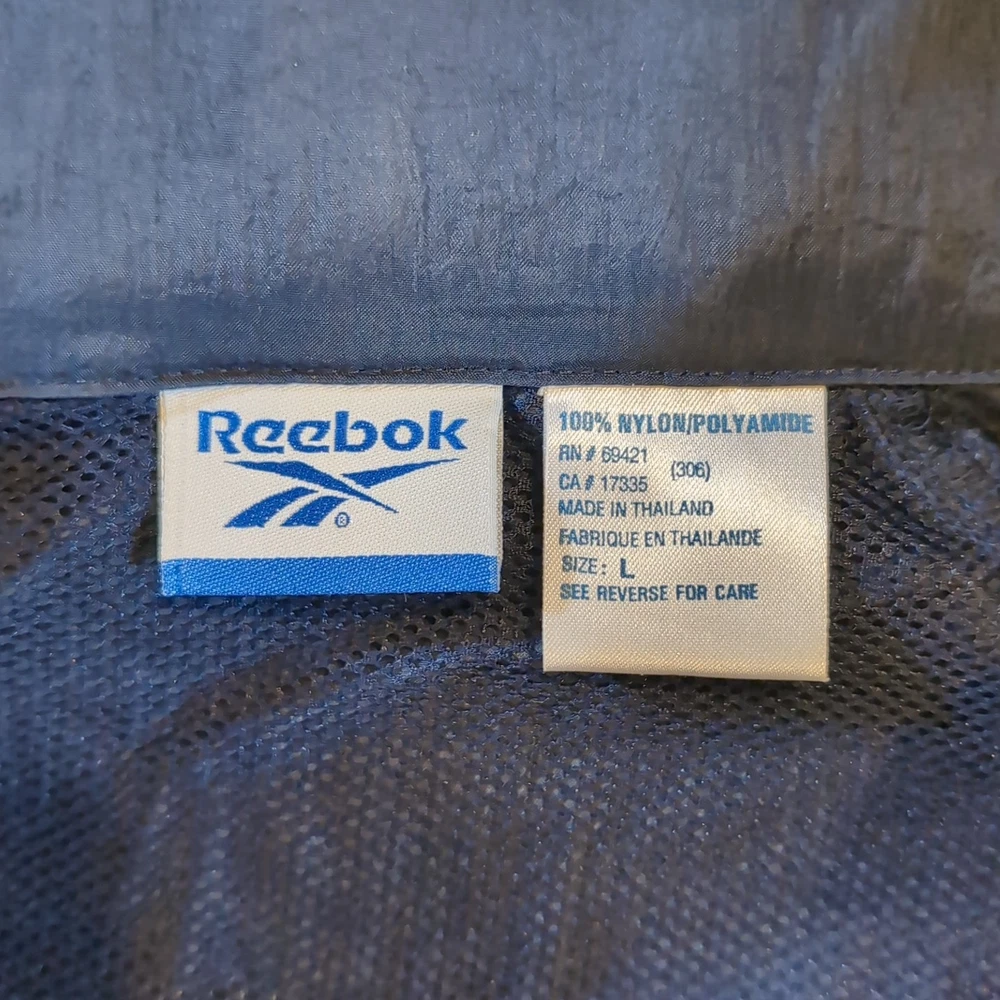 Reebok
®
100% NYLON/POLYAMIDE
RN # 69421
(306)
CA # 17335
MADE IN THAILAND
FABRIQUE EN THAILANDE
SIZE: L
SEE REVERSE FOR CARE